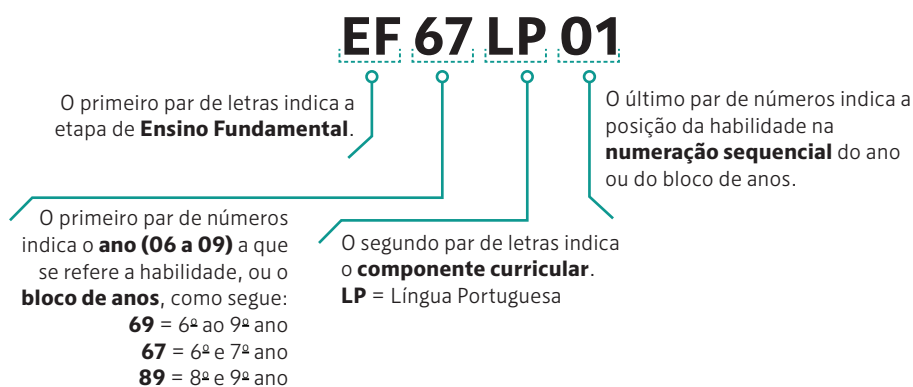 EF 67 LP 01
O primeiro par de letras indica a
etapa de Ensino Fundamental.
O último par de números indica a
posição da habilidade na
numeração sequencial do ano
ou do bloco de anos.
O primeiro par de números
indica o ano (06 a 09) a que
se refere a habilidade, ou o
bloco de anos, como segue:
69 = 6º ao 9º ano
67 = 6º e 7º ano
89 = 8º e 9º ano
O segundo par de letras indica
o componente curricular.
LP = Língua Portuguesa